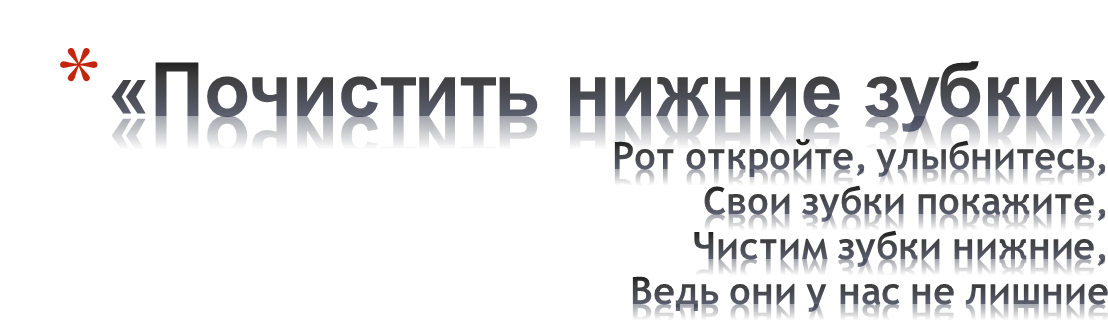 * «Почистить нижние зубки»
Рот откройте, улыбнитесь,
Свои зубки покажите,
Чистим зубки нижние,
Ведь они у нас не лишние